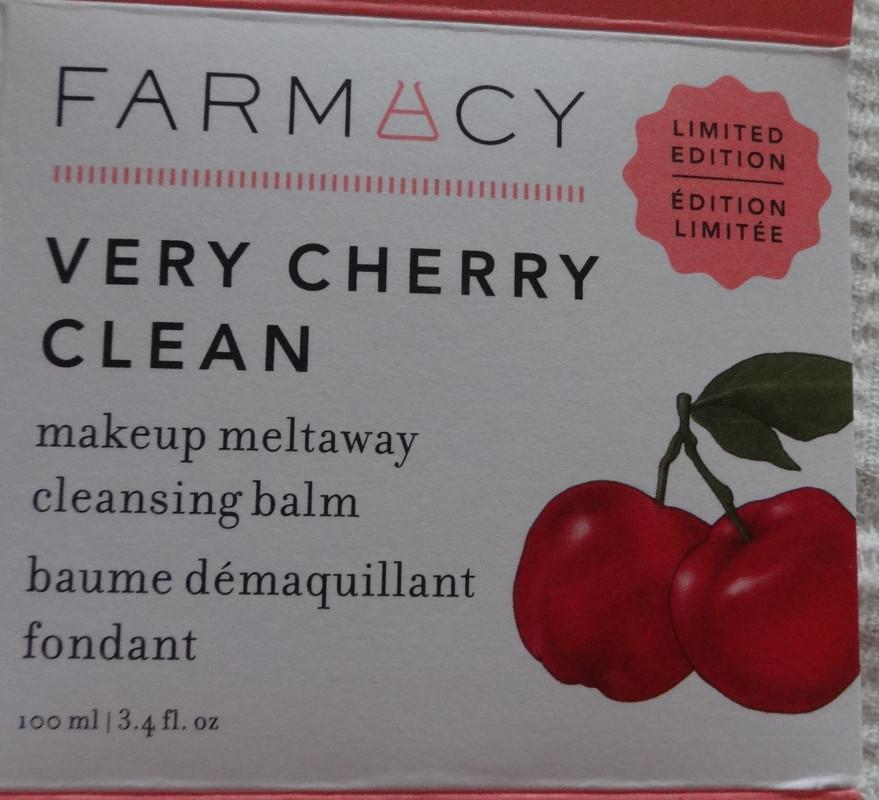 FARMACY
LIMITED
EDITION
ÉDITION
LIMITÉE
VERY CHERRY
CLEAN
makeup meltaway
cleansing balm
baume démaquillant
fondant
100 ml | 3.4 fl. oz